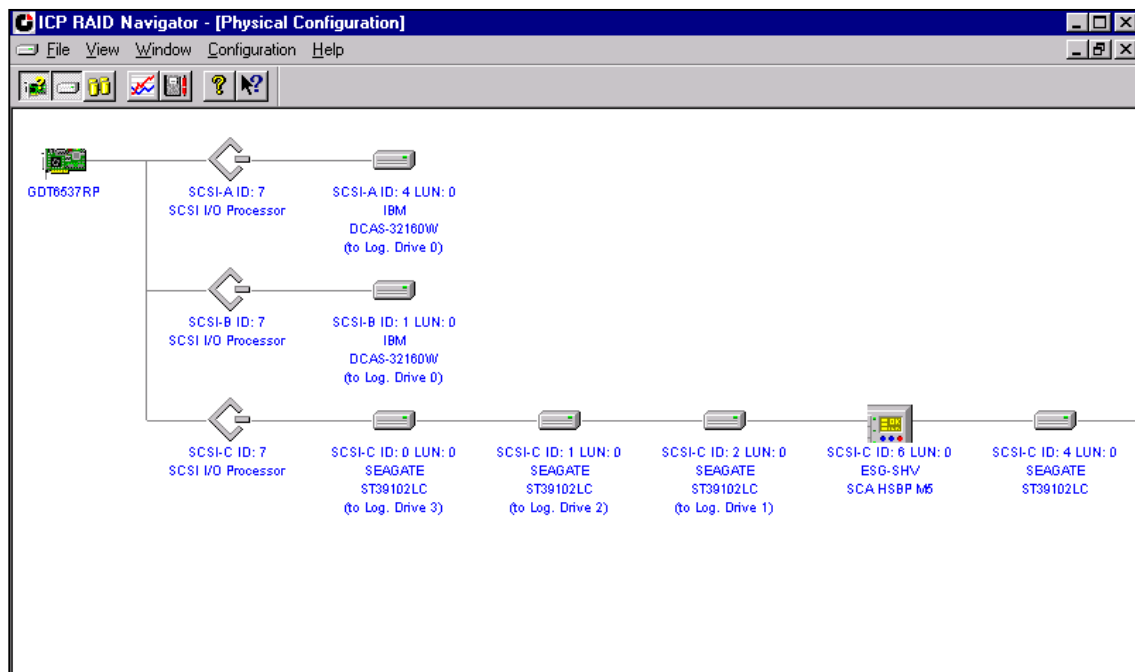 ICP RAID Navigator - [Physical Configuration]
File View Window Configuration Help
GDT6537RP
SCSI-A ID: 7
SCSI I/O Processor
SCSI-A ID: 4 LUN: 0
IBM
DCAS-32160W
(to Log. Drive 0)
SCSI-B ID: 7
SCSI I/O Processor
SCSI-B ID: 1 LUN: 0
IBM
DCAS-32160W
(to Log. Drive 0)
SCSI-C ID: 7
SCSI I/O Processor
SCSI-C ID: 0 LUN: 0
SEAGATE
ST39102LC
(to Log. Drive 3)
SCSI-C ID: 1 LUN: 0
SEAGATE
ST39102LC
(to Log. Drive 2)
SCSI-C ID: 2 LUN: 0
SEAGATE
ST39102LC
(to Log. Drive 1)
SCSI-C ID: 6 LUN: 0
ESG-SHV
SCA HSBP M5
SCSI-C ID: 4 LUN: 0
SEAGATE
ST39102LC